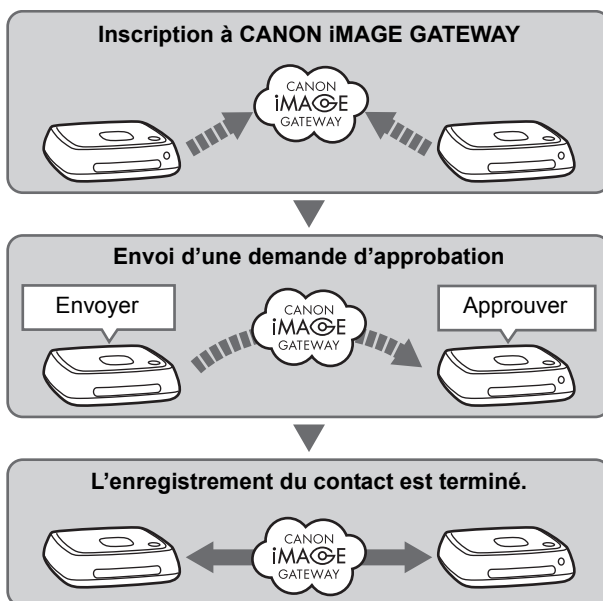 Inscription à CANON iMAGE GATEWAY
CANON
iMAGE
GATEWAY
Envoi d'une demande d'approbation
Envoyer
Approuver
CANON
iMAGE
GATEWAY
L'enregistrement du contact est terminé.
CANON
iMAGE
GATEWAY